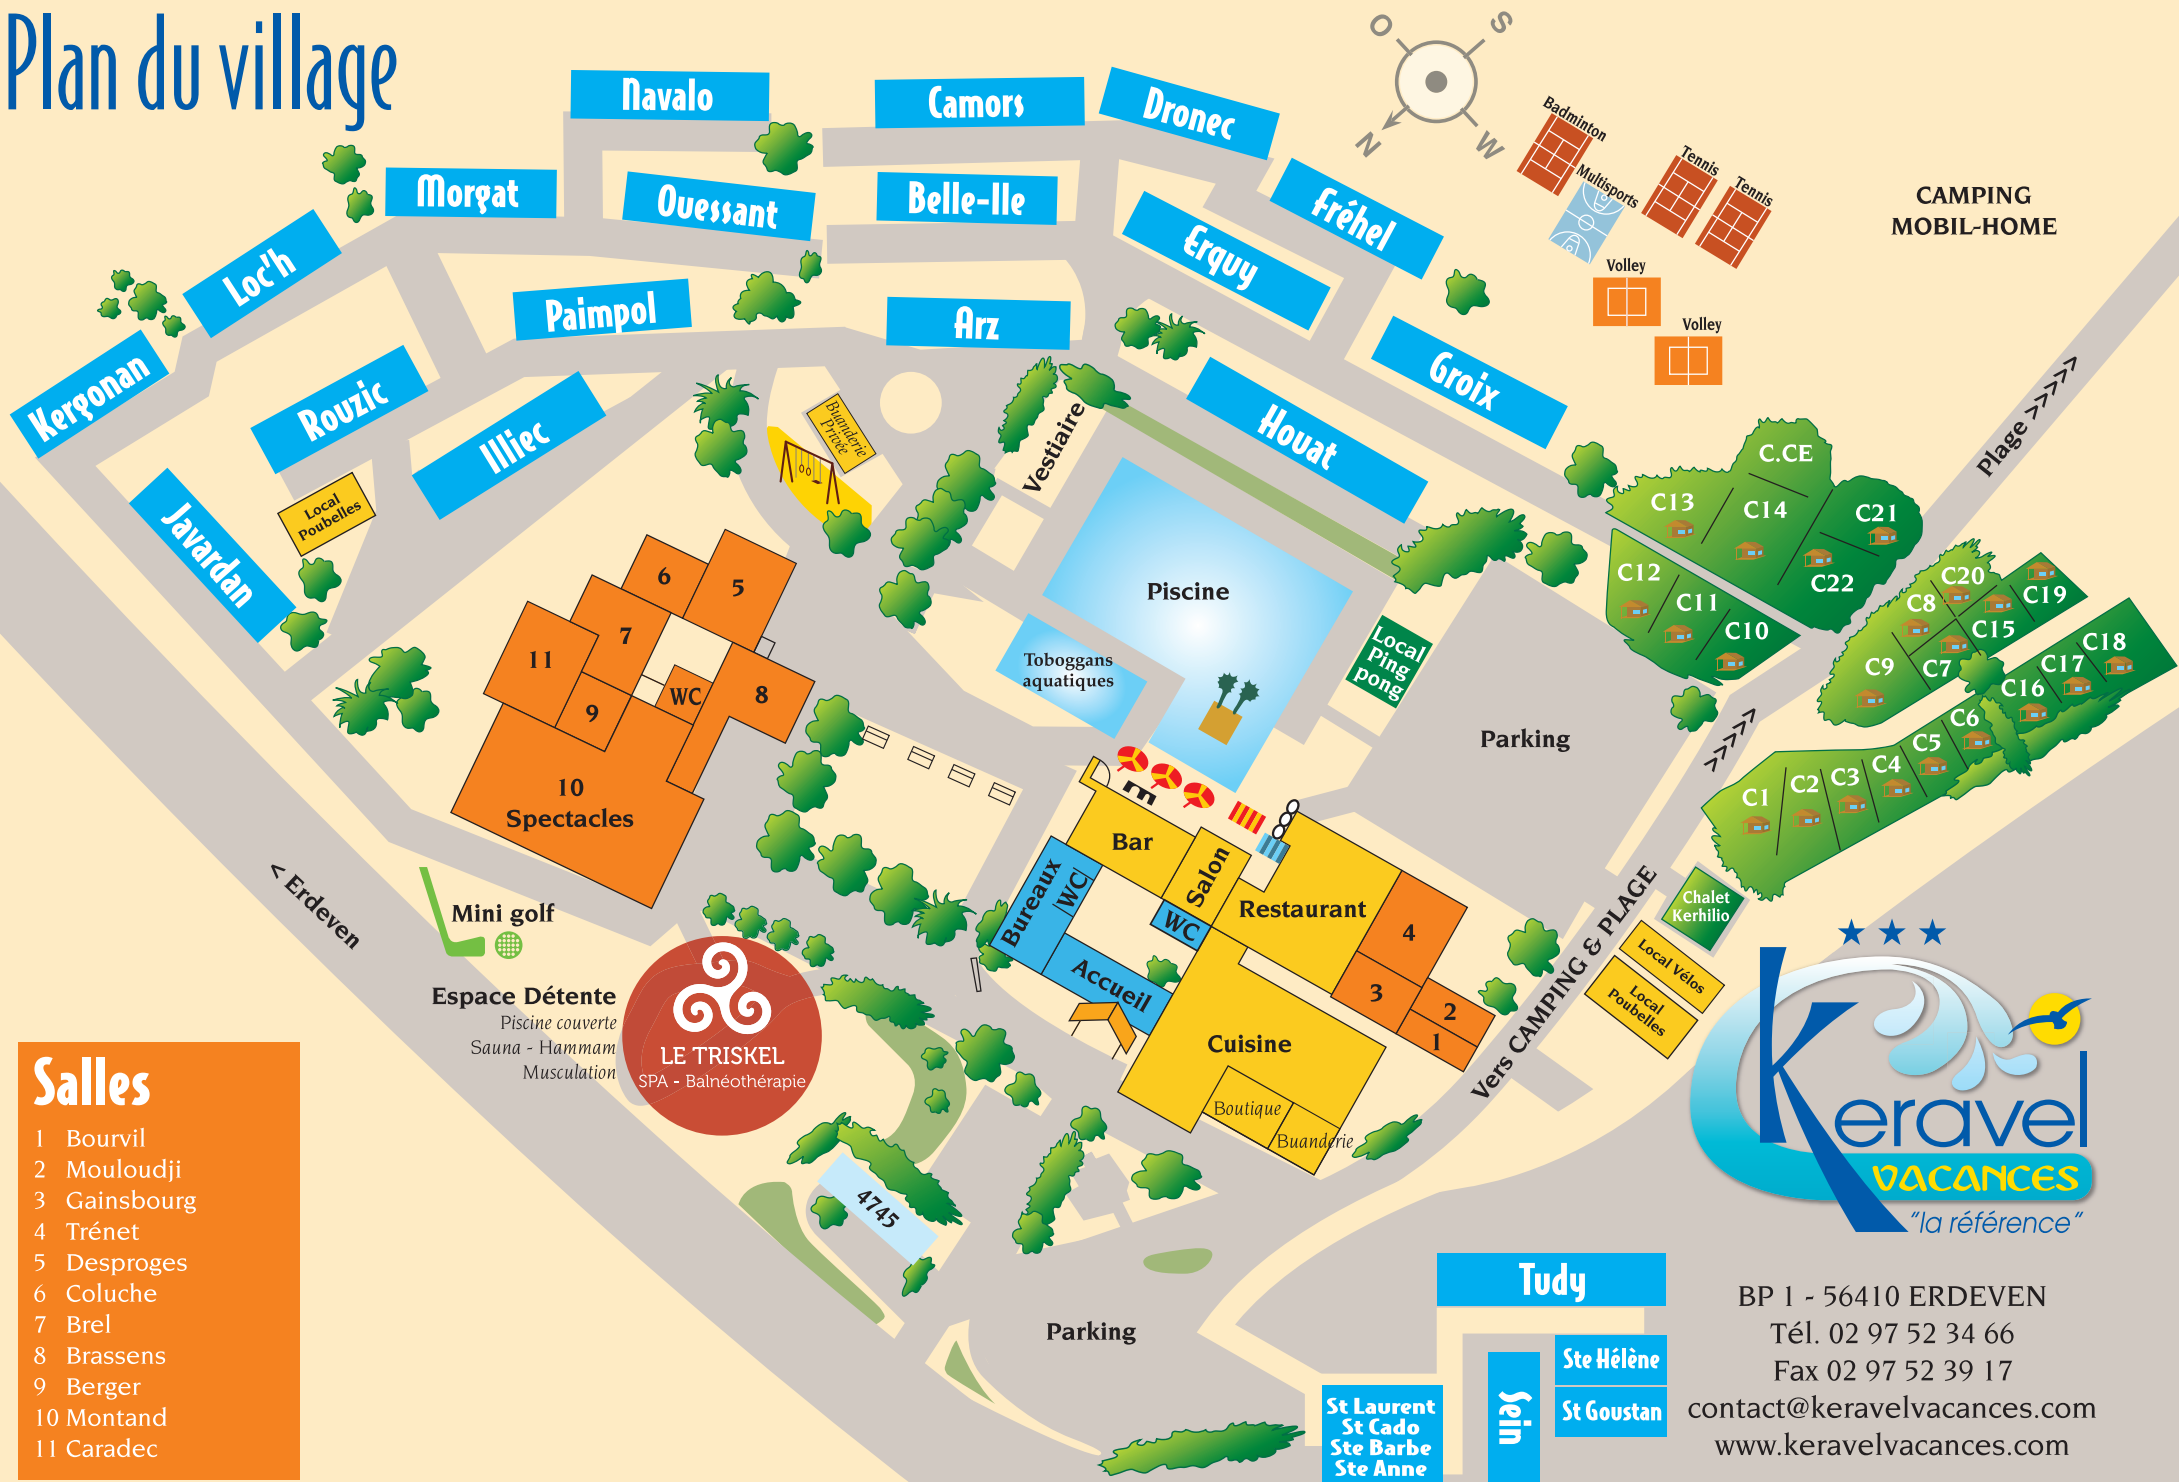 Plan du village
Navalo
Camors
Dronec
Morgat
Ouessant
Belle-Ile
Fréhel
Erquy
Loc'h
Paimpol
Arz
Groix
Kergonan
Rouzic
Illiec
Houat
Javardan
Local
Poubelles
Buanderie
Privée
Vestiaire
O
S
N
W
Badminton
Multisports
Tennis
Tennis
Volley
Volley
CAMPING
MOBIL-HOME
Plage >>>>>>
C.CE
C13
C14
C21
C22
C12
C11
C10
C20
C19
C8
C15
C9
C7
C18
C17
C16
C6
C5
C4
C3
C2
C1
Piscine
Toboggans
aquatiques
Local
Ping
pong
Parking
>>>>>
6
5
7
11
WC
8
9
10
Spectacles
Bar
Salon
Bureaux
WC
WC
Accueil
Restaurant
4
3
2
1
Cuisine
Boutique
Buanderie
Vers CAMPING & PLAGE
Chalet
Kerhilio
Local Vélos
Local
Poubelles
< Erdeven
Mini golf
Espace Détente
Piscine couverte
Sauna - Hammam
Musculation
LE TRISKEL
SPA - Balnéothérapie
4745
Parking
Salles
1 Bourvil
2 Mouloudji
3 Gainsbourg
4 Trénet
5 Desproges
6 Coluche
7 Brel
8 Brassens
9 Berger
10 Montand
11 Caradec
Tudy
Ste Hélène
St Goustan
Sein
St Laurent
St Cado
Ste Barbe
Ste Anne
Keravel
VACANCES
"la référence"
BP 1 - 56410 ERDEVEN
Tél. 02 97 52 34 66
Fax 02 97 52 39 17
contact@keravelvacances.com
www.keravelvacances.com